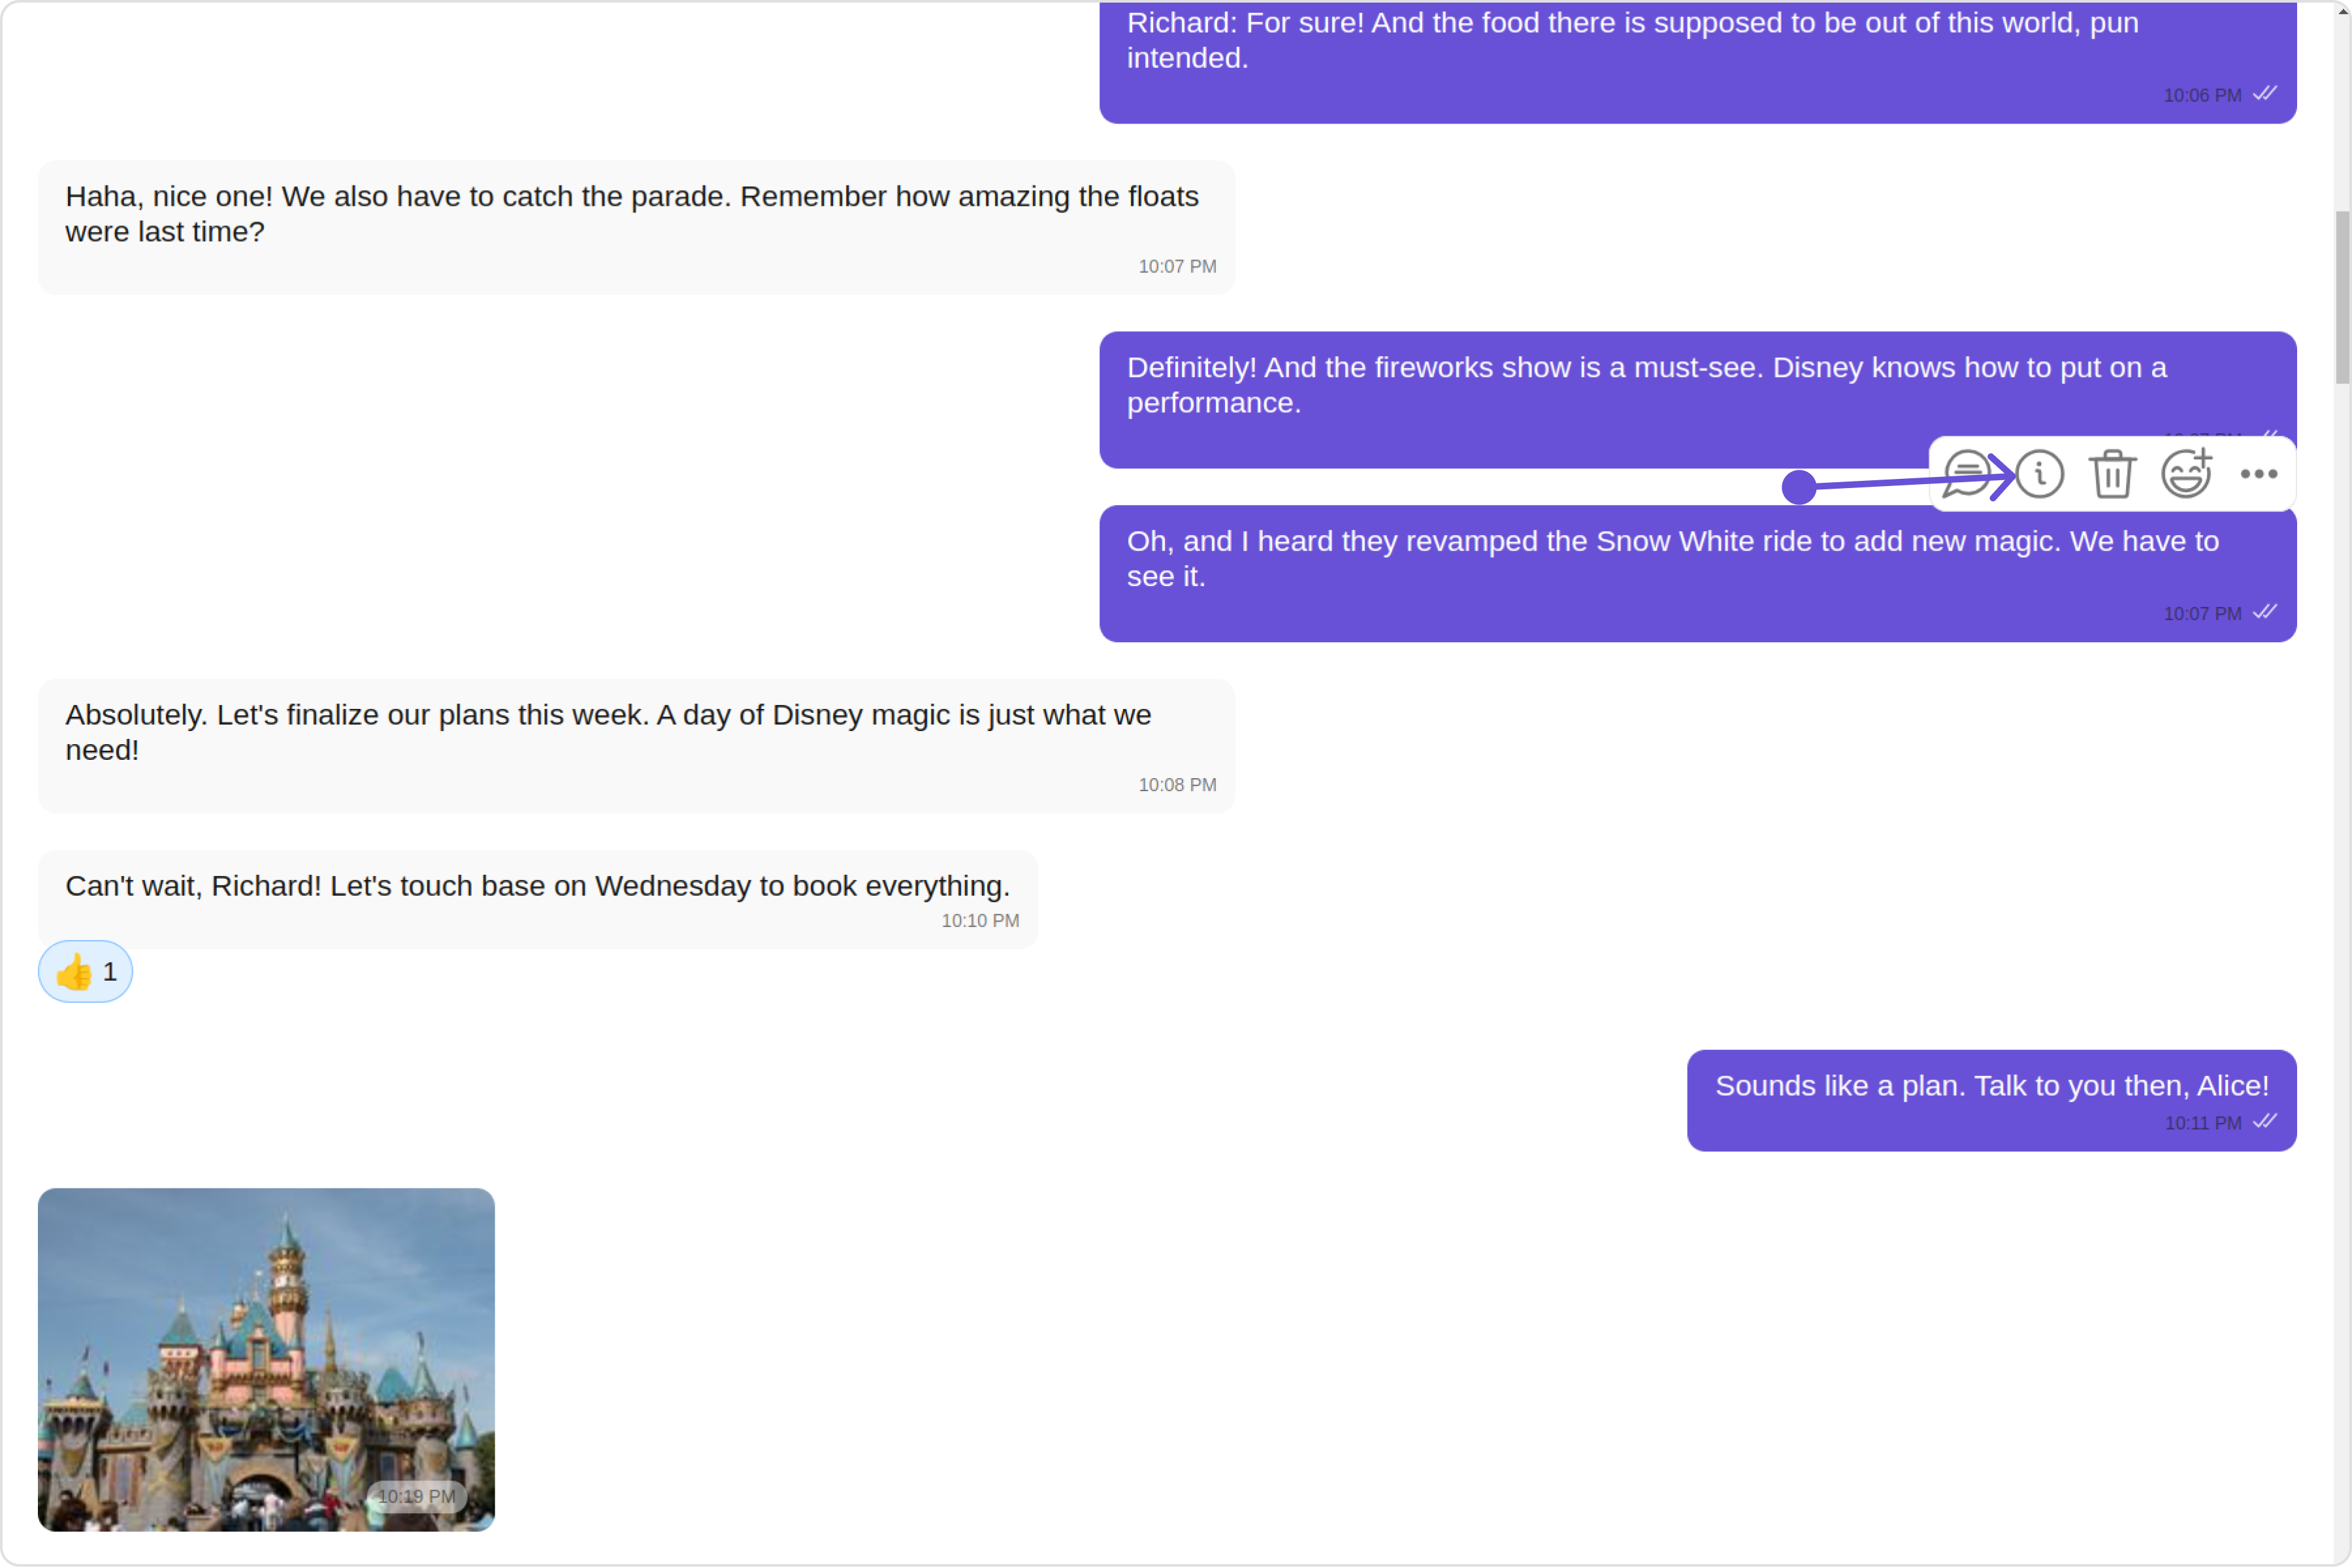 Richard: For sure! And the food there is supposed to be out of this world, pun
intended.
10:06 PM
Haha, nice one! We also have to catch the parade. Remember how amazing the floats
were last time?
10:07 PM
Definitely! And the fireworks show is a must-see. Disney knows how to put on a
performance.
Oh, and I heard they revamped the Snow White ride to add new magic. We have to
see it.
10:07 PM
Absolutely. Let's finalize our plans this week. A day of Disney magic is just what we
need!
10:08 PM
Can't wait, Richard! Let's touch base on Wednesday to book everything.
10:10 PM
👍 1
Sounds like a plan. Talk to you then, Alice!
10:11 PM
10:19 PM